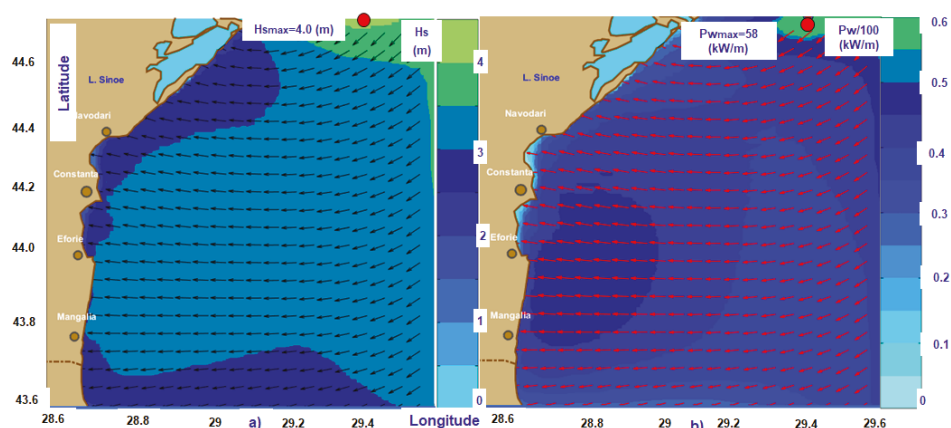 Hsmax=4.0 (m)
Hs
(m)
Latitude
L. Sinoe
Navodari
Constanta
Eforie
Mangalia
44.6
44.4
44.2
44.0
43.8
43.6
4
3
2
1
0
28.6 28.8 29 29.2 29.4
a)
Longitude
Pwmax=58
(kW/m)
Pw/100
(kW/m)
L. Sinoe
Navodari
Constanta
Eforie
Mangalia
0.6
0.5
0.4
0.3
0.2
0.1
0
28.6 28.8 29 29.2 29.4 29.6
b)